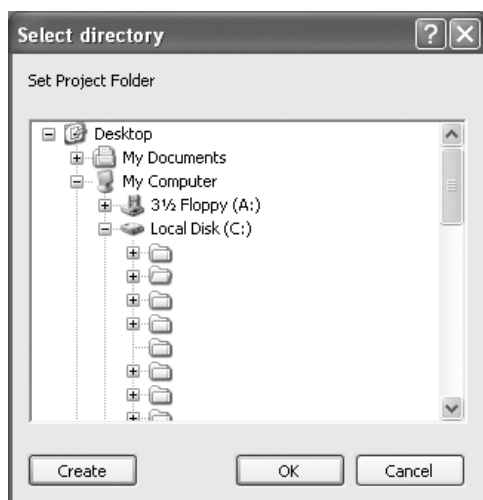 Select directory
Set Project Folder
Desktop
My Documents
My Computer
3½ Floppy (A:)
Local Disk (C:)
Create OK Cancel